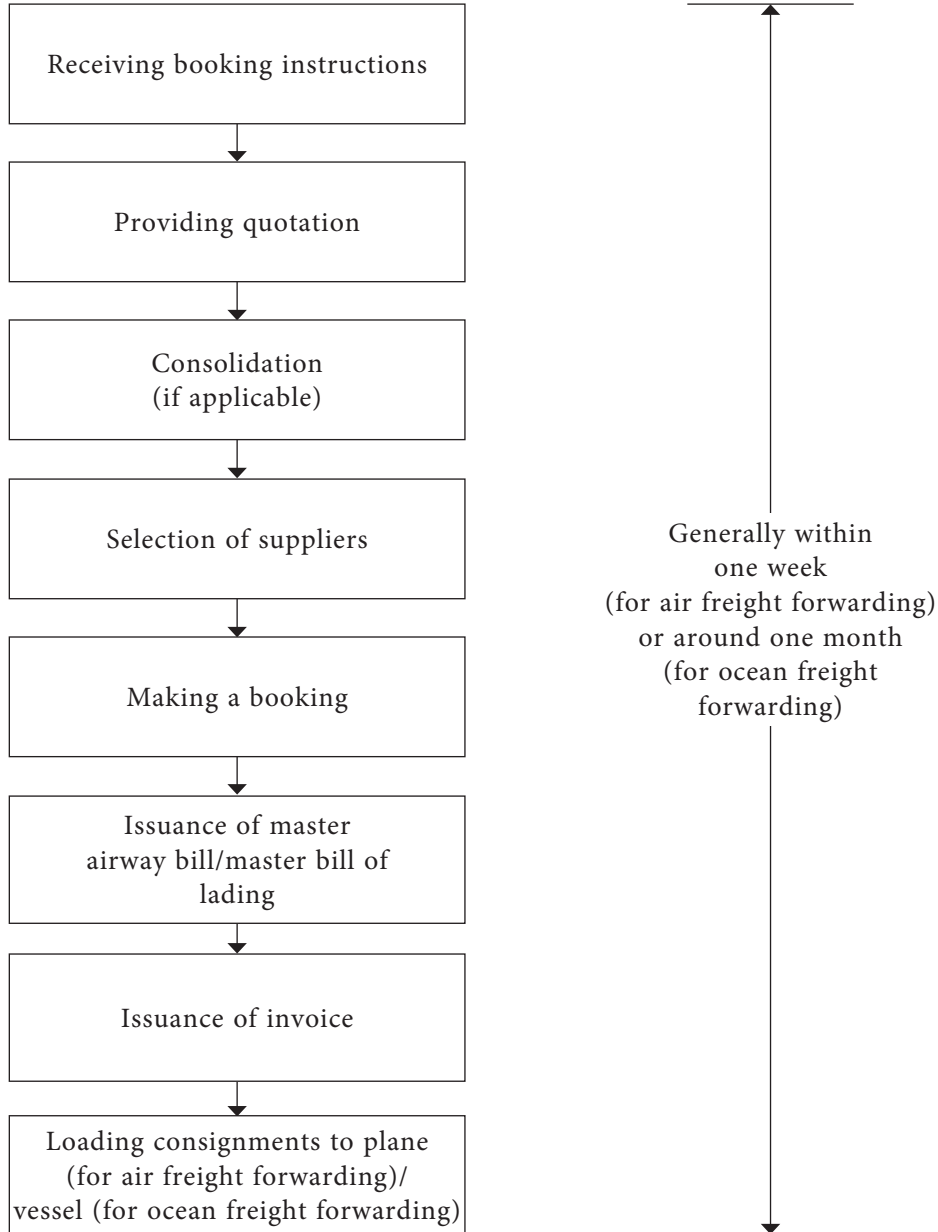 Receiving booking instructions
Providing quotation
Consolidation
(if applicable)
Selection of suppliers
Making a booking
Issuance of master
airway bill/master bill of
lading
Issuance of invoice
Loading consignments to plane
(for air freight forwarding)/
vessel (for ocean freight forwarding)
Generally within
one week
(for air freight forwarding)
or around one month
(for ocean freight
forwarding)